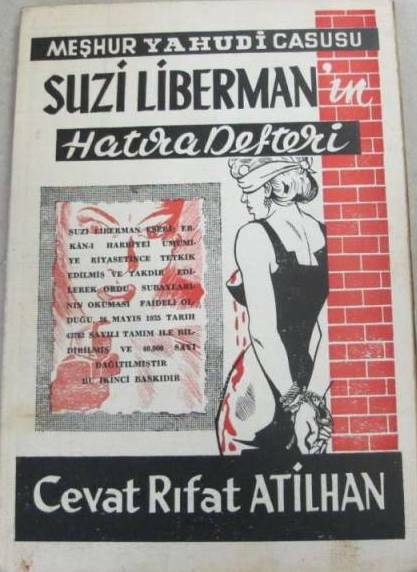 MEŞHUR YAHUDİ CASUSU
SUZİ LİBERMAN'in
Hatıra Defteri
SUZİ LİBERMAN ESERİ; ER-
KÂN-I HARBİYEİ UMUMİ-
YE RİYASETİNCE TETKİK
EDİLMİŞ VE TAKDİR EDİ-
LEREK ORDU SUBAYLARI-
NIN OKUMASI FAİDELİ OL-
DUĞU, 26 MAYIS 1935 TARİH
SAYILI TAMİM İLE BİL-
DİRİLMİŞ VE 40,000 SAYI
DAĞITILMIŞTIR
BU İKİNCİ BASKIDIR
Cevat Rıfat ATİLHAN